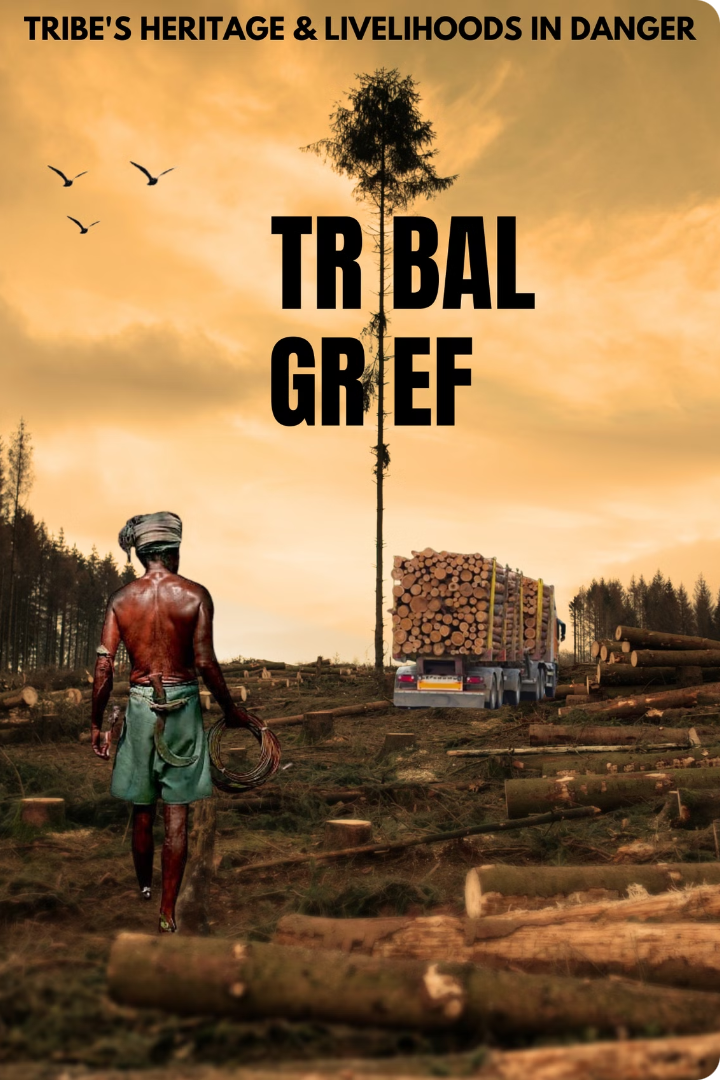 TRIBE'S HERITAGE & LIVELIHOODS IN DANGER
TR BAL
GR EF